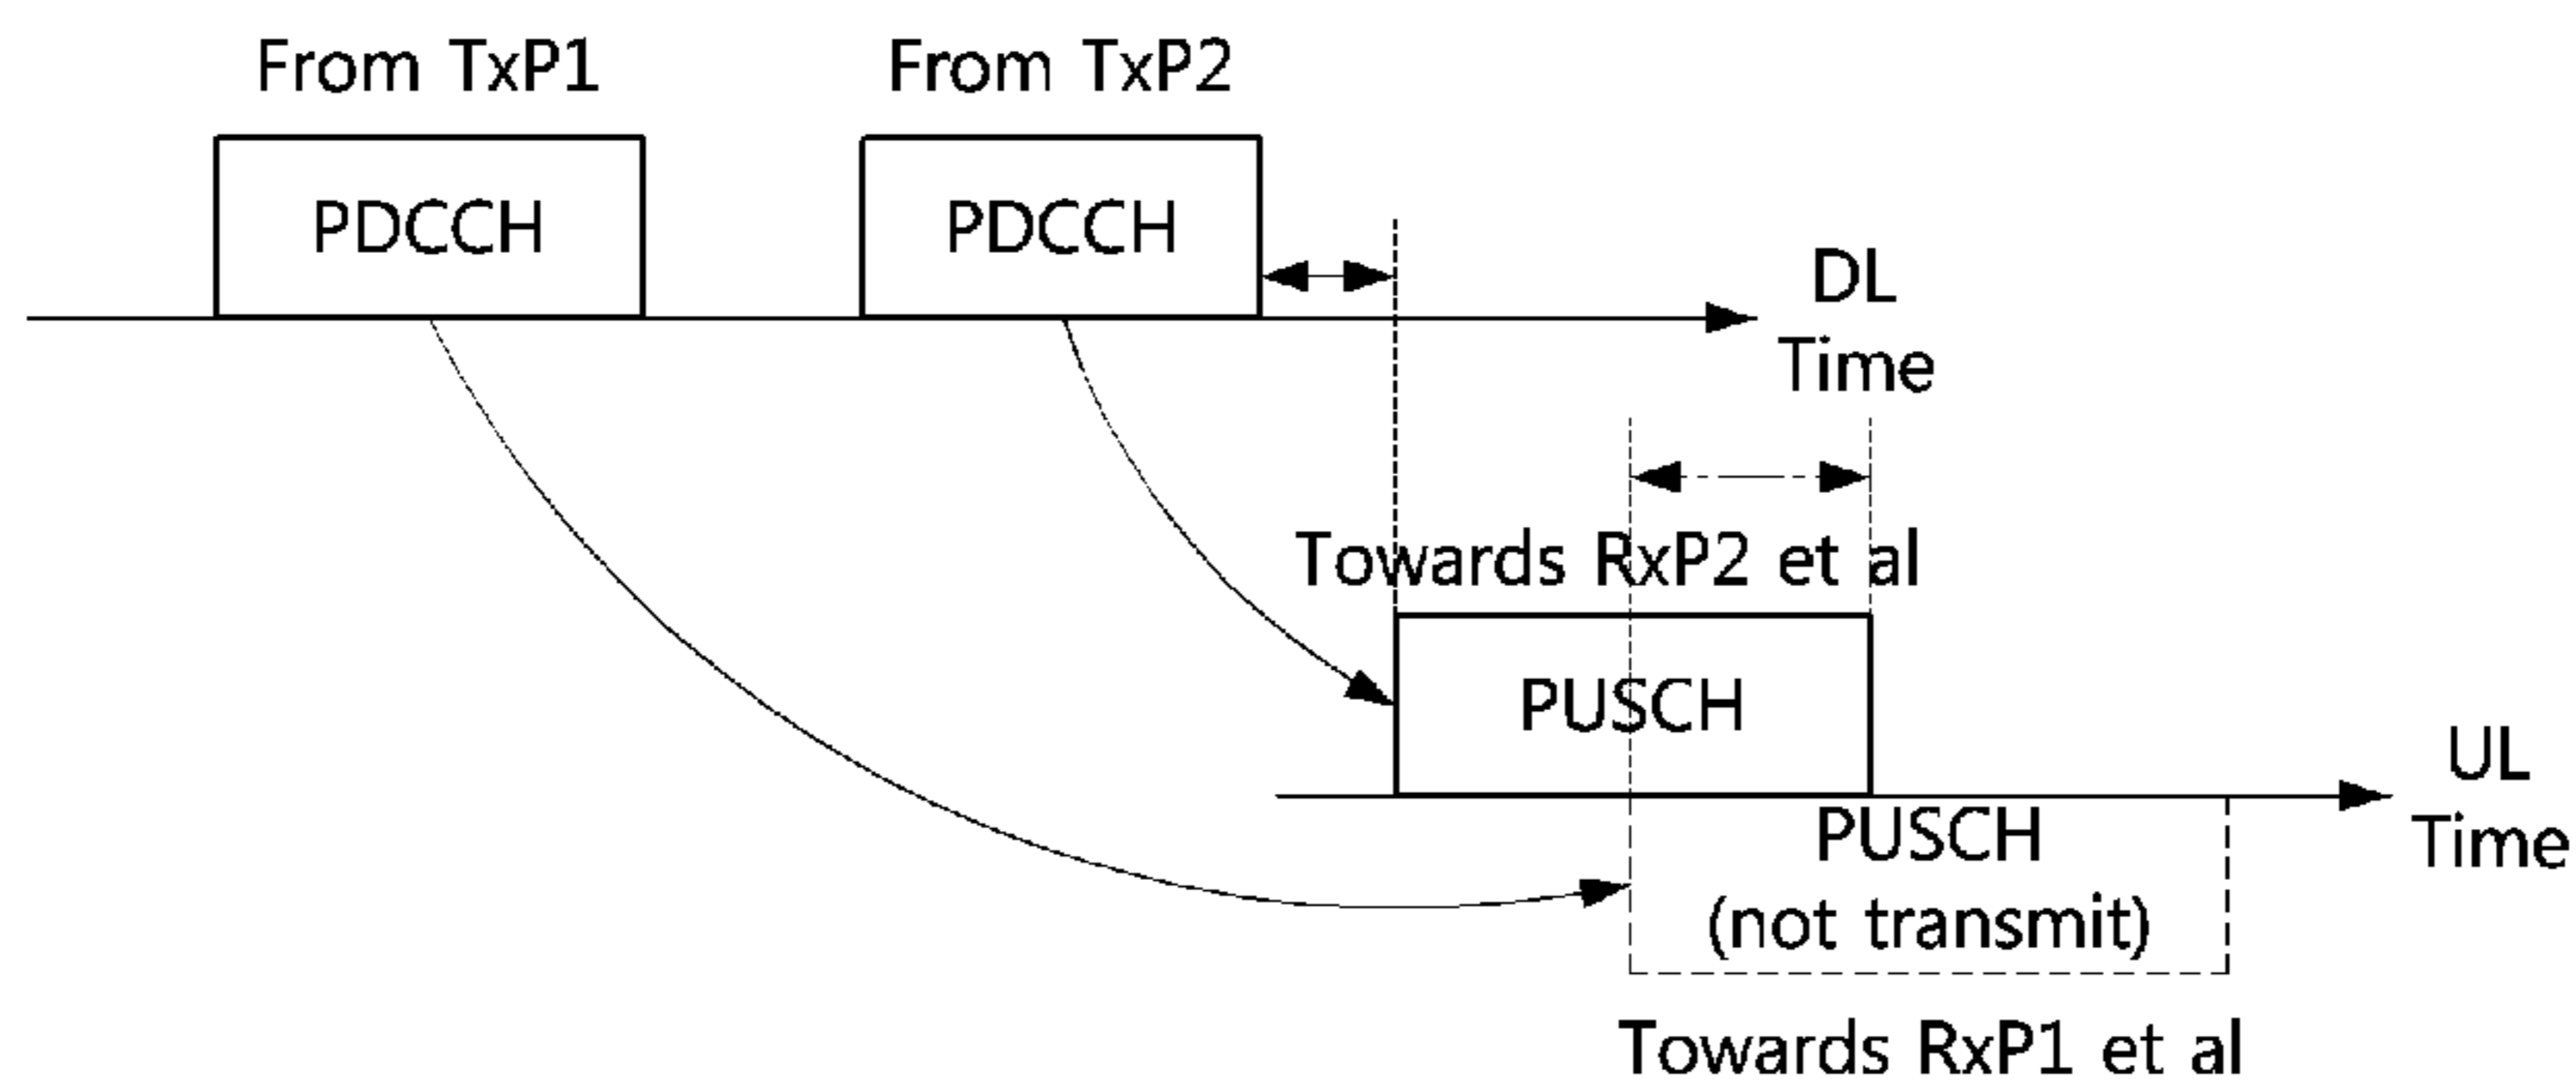 From TxP1
From TxP2
PDCCH
PDCCH
DL
Time
Towards RxP2 et al
PUSCH
UL
Time
PUSCH
(not transmit)
Towards RxP1 et al